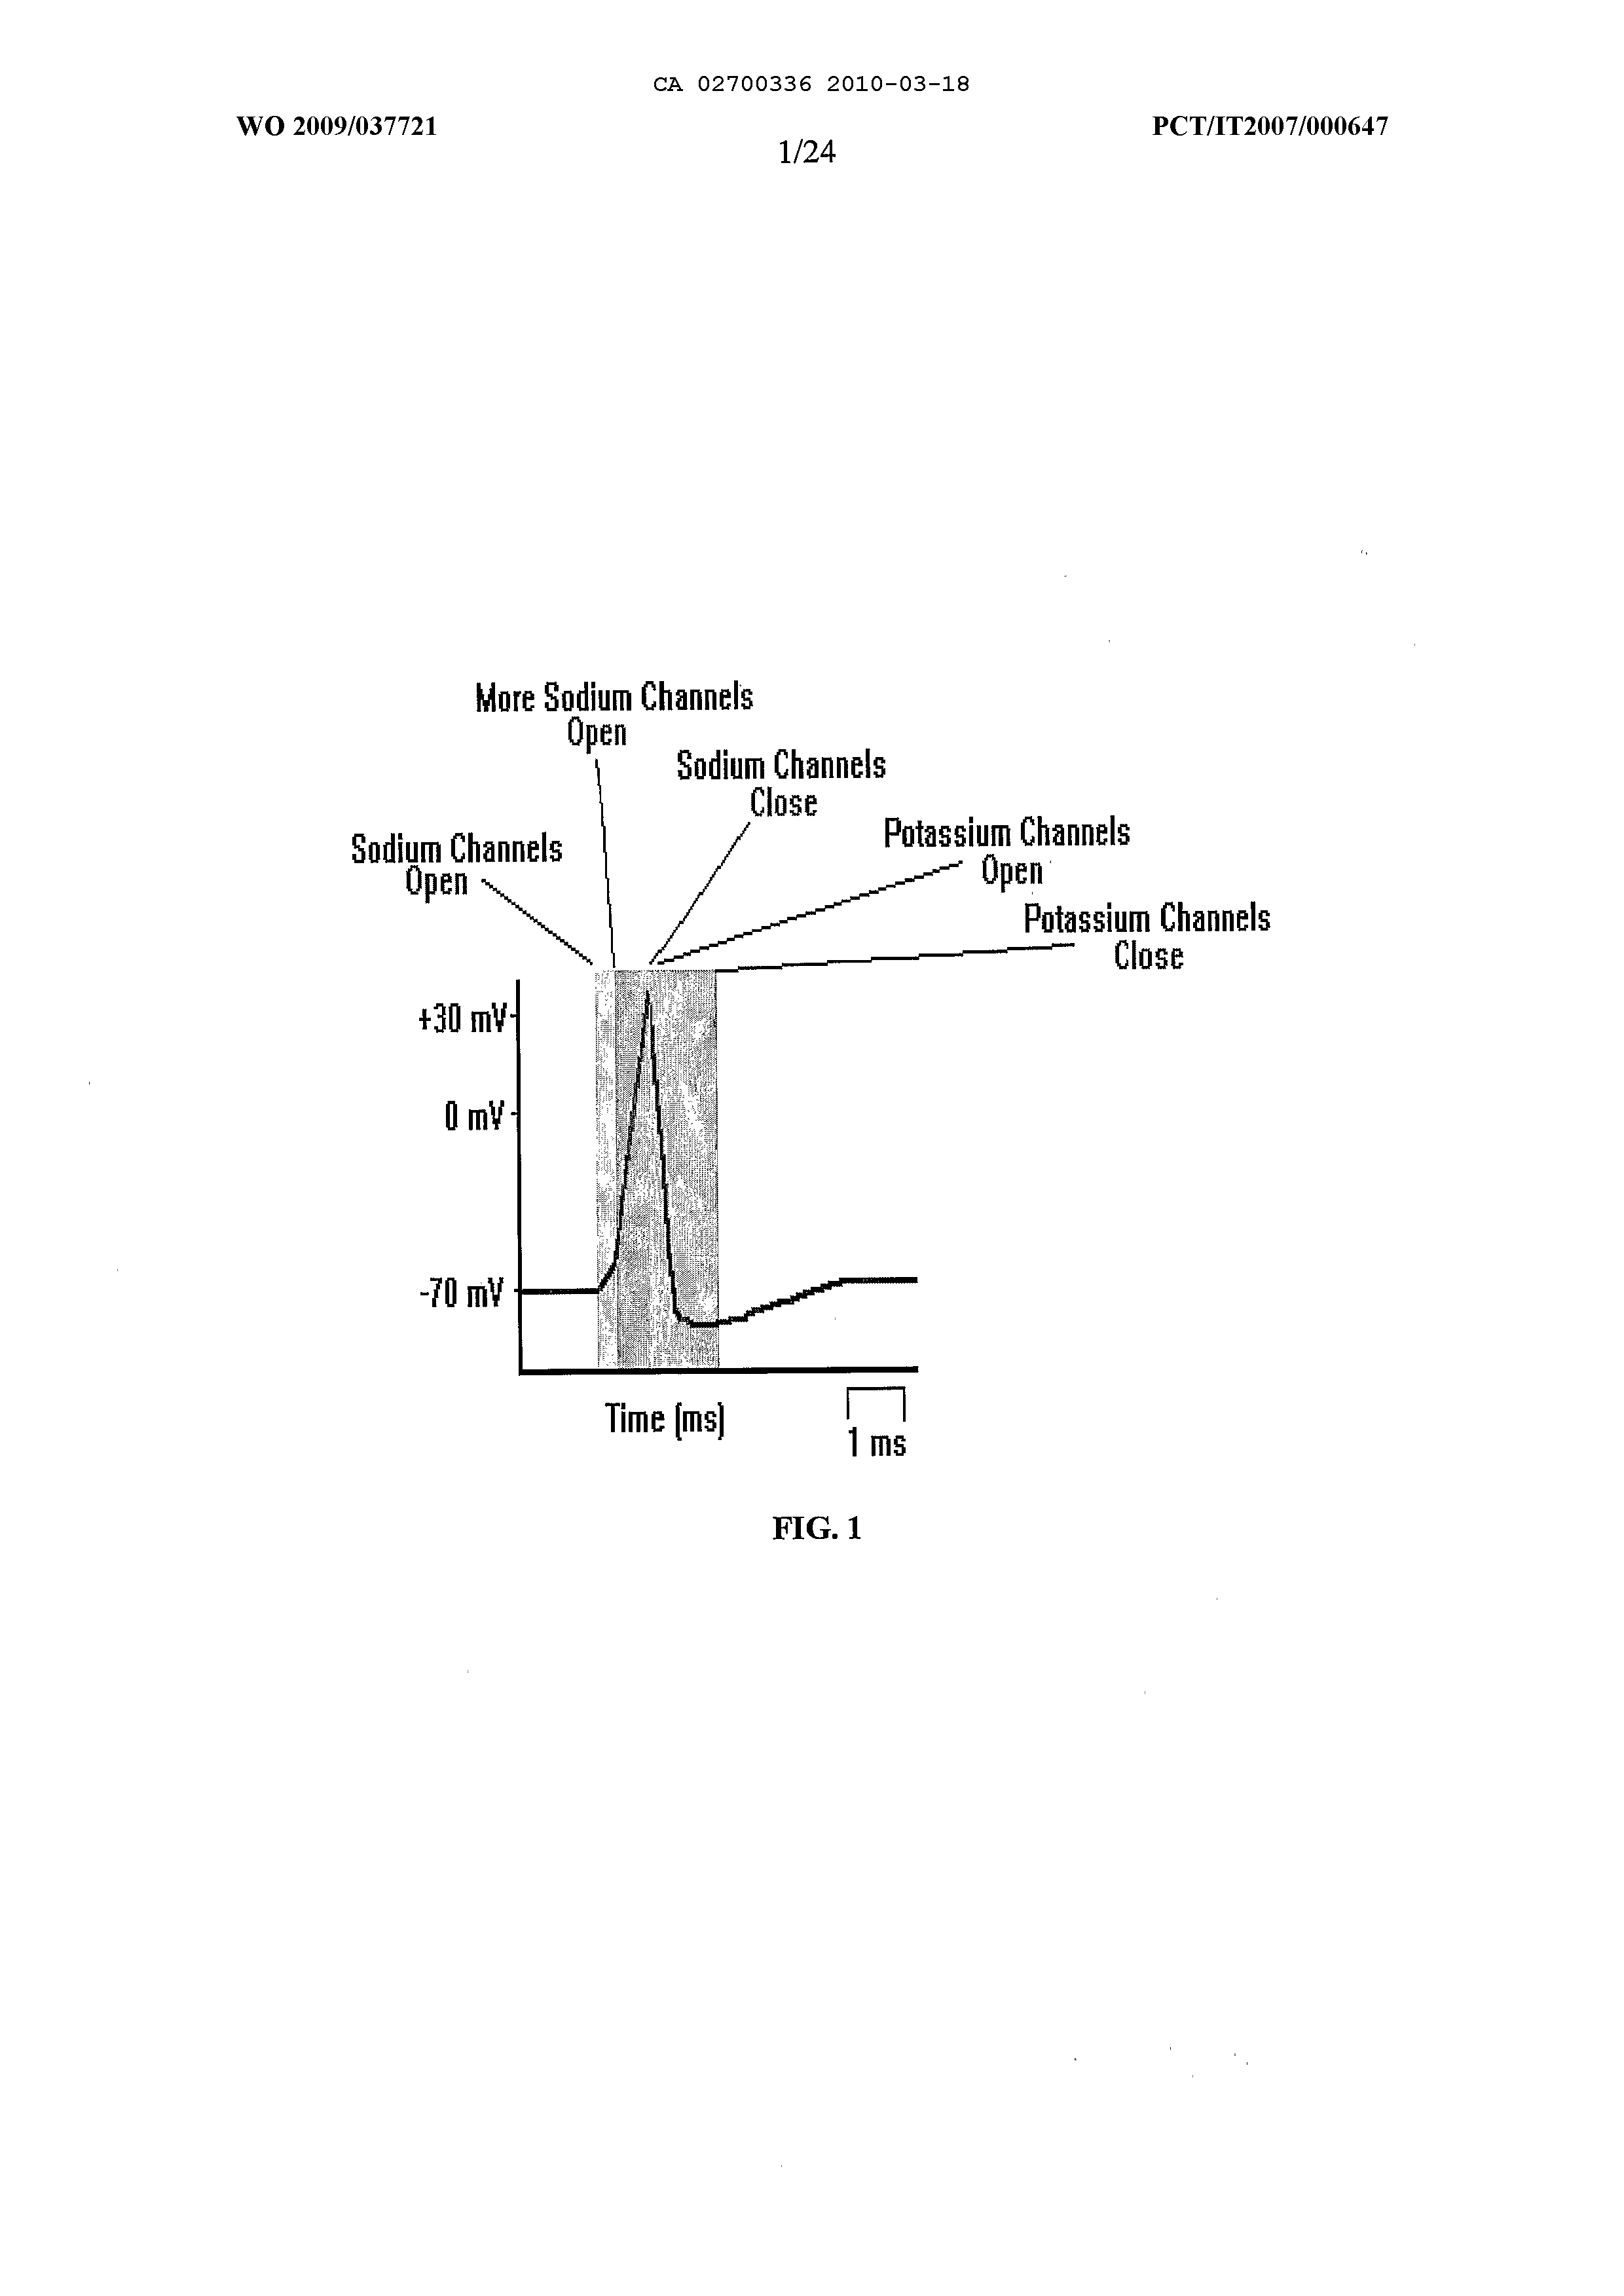 CA 02700336 2010-03-18
WO 2009/037721
PCT/IT2007/000647
1/24
More Sodium Channels
Open
Sodium Channels
Close
Potassium Channels
Open
Sodium Channels
Open
Potassium Channels
Close
+30 mV
0 mV
-70 mV
Time (ms)
1 ms
FIG. 1